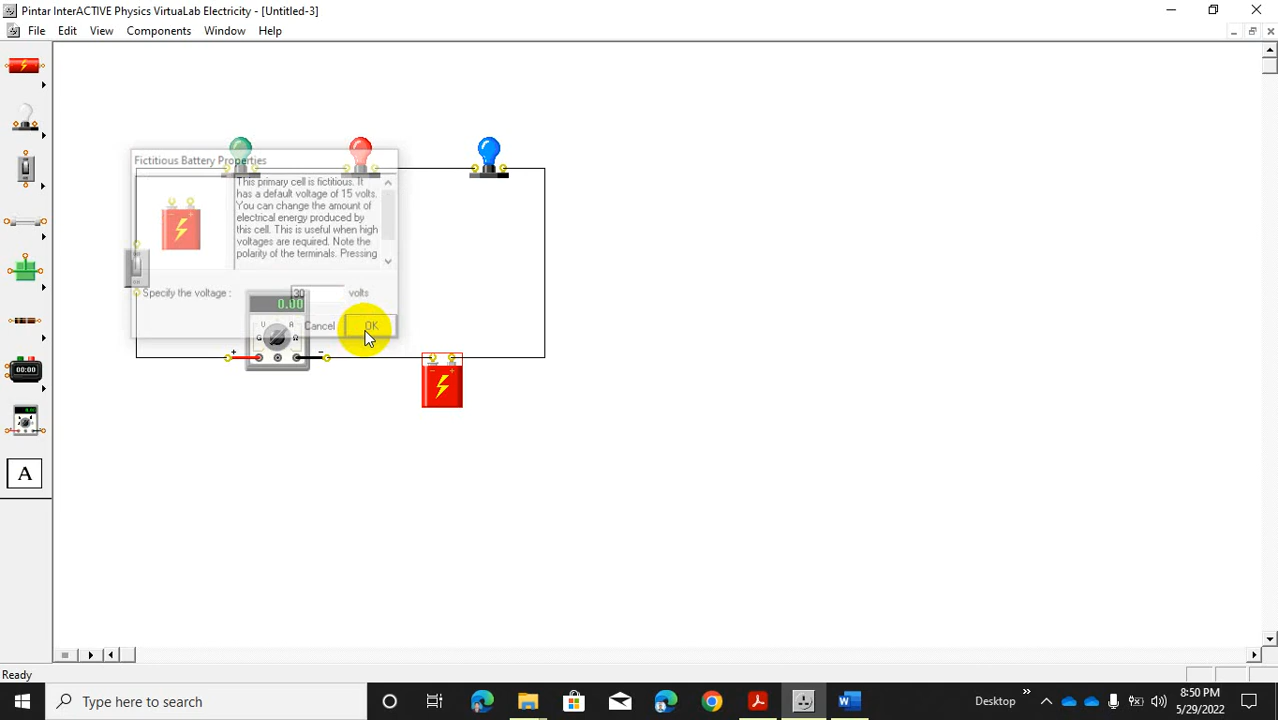 Pintar InterACTIVE Physics VirtuaLab Electricity - [Untitled-3]
File Edit View Components Window Help
Fictitious Battery Properties
This primary cell is fictitious. It
has a default voltage of 15 volts.
You can change the amount of
electrical energy produced by
this cell. This is useful when high
voltages are required. Note the
polarity of the terminals. Pressing
Specify the voltage : 30 volts
0.00
Cancel OK
U A
G Ω
+ −
− +
00:00
A
Ready
Type here to search
Desktop
8:50 PM
5/29/2022